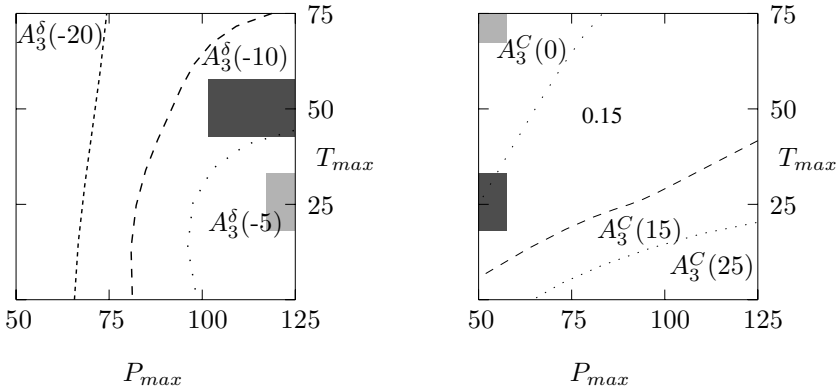 75
A_3^δ(-20)
A_3^δ(-10)
50
T_max
25
A_3^δ(-5)
50
75
100
125
P_max
75
A_3^C(0)
0.15
50
T_max
25
A_3^C(15)
A_3^C(25)
50
75
100
125
P_max